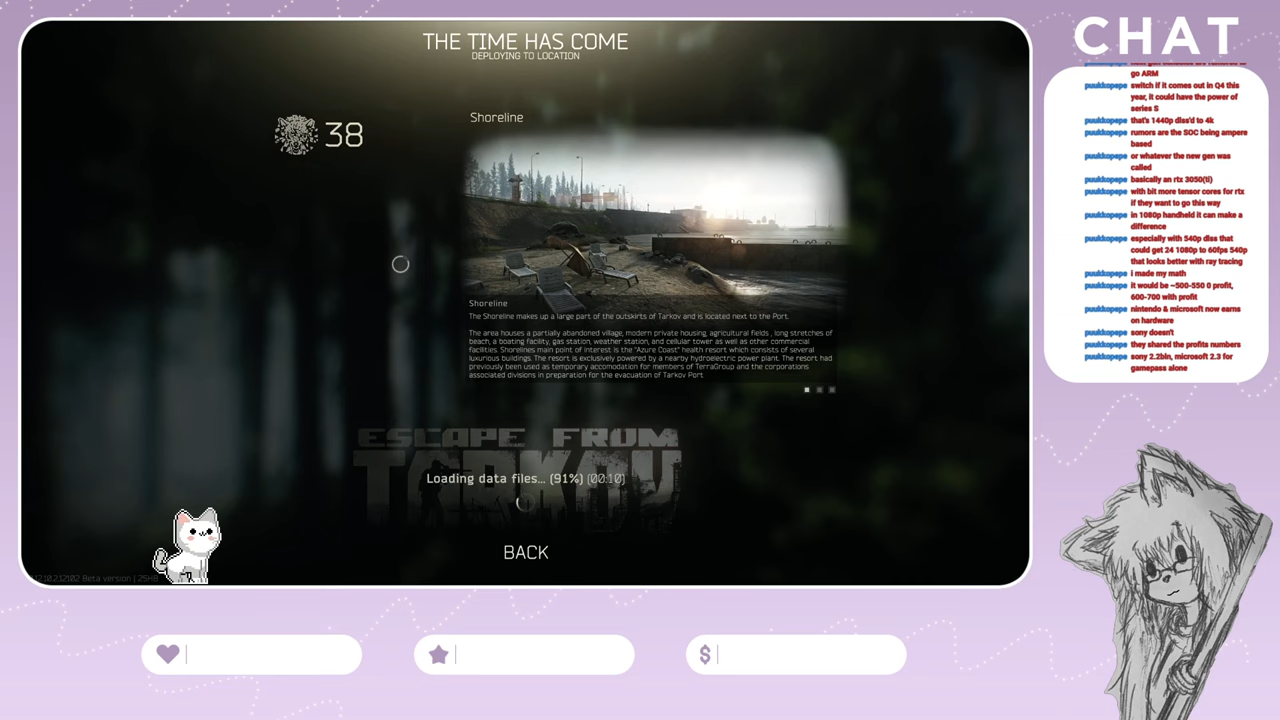 THE TIME HAS COME
DEPLOYING TO LOCATION
38
Shoreline
Shoreline
The Shoreline makes up a large part of the outskirts of Tarkov and is located next to the Port.
The area houses a partially abandoned village, modern private housing, agricultural fields , long stretches of
beach, a boating facility, gas station, weather station, and cellular tower as well as other commercial
facilities. Shorelines main point of interest is the "Azure Coast" health resort which consists of several
luxurious buildings. The resort is exclusively powered by a nearby hydroelectric power plant. The resort had
previously been used as temporary accomodation for members of TerraGroup and the corporations
associated divisions in preparation for the evacuation of Tarkov Port
ESCAPE FROM
TARKOV
Loading data files... (91%) (00:10)
BACK
Beta version |
CHAT
go ARM
puukkopepe switch if it comes out in Q4 this
year, it could have the power of
series S
puukkopepe that's 1440p dlss'd to 4k
puukkopepe rumors are the SOC being ampere
based
puukkopepe or whatever the new gen was
called
puukkopepe basically an rtx 3050(ti)
puukkopepe with bit more tensor cores for rtx
if they want to go this way
puukkopepe in 1080p handheld it can make a
difference
puukkopepe especially with 540p dlss that
could get 24 1080p to 60fps 540p
that looks better with ray tracing
puukkopepe i made my math
puukkopepe it would be ~500-550 0 profit,
600-700 with profit
puukkopepe nintendo & microsoft now earns
on hardware
puukkopepe sony doesn't
puukkopepe they shared the profits numbers
puukkopepe sony 2.2bln, microsoft 2.3 for
gamepass alone
$